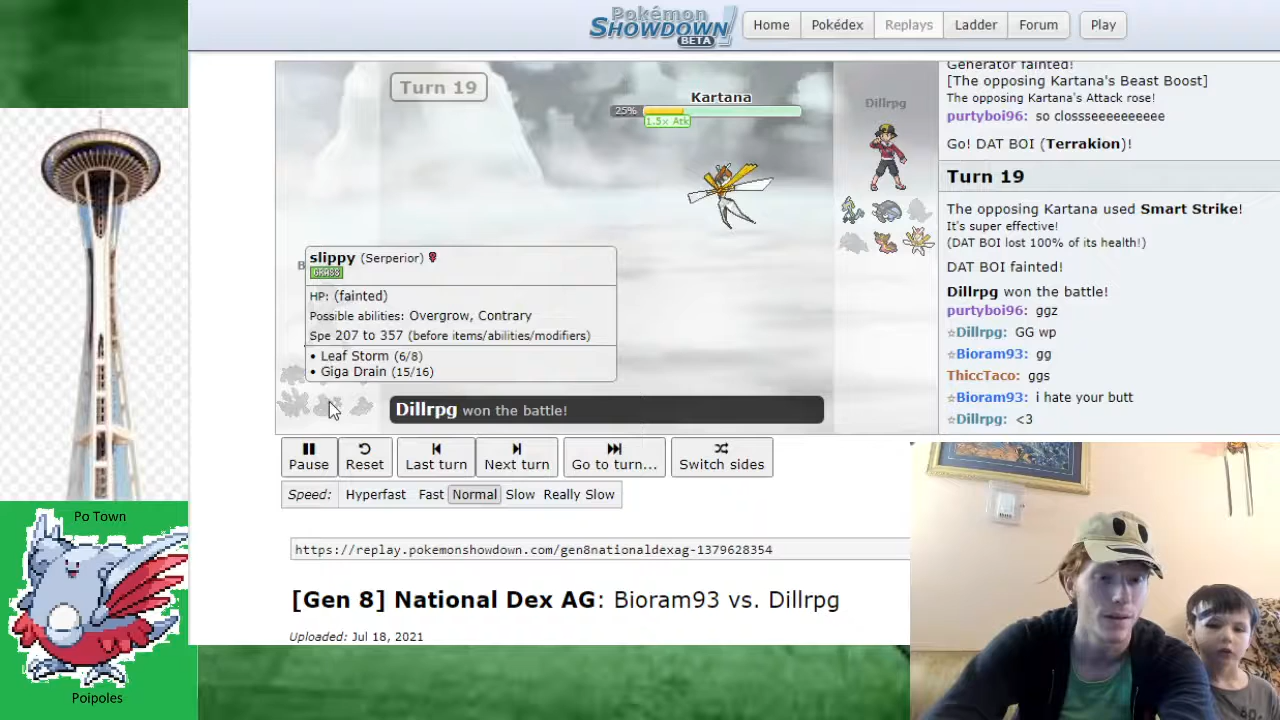 Pokémon
SHOWDOWN!
BETA
Home
Pokédex
Replays
Ladder
Forum
Play
Turn 19
Kartana
25%
1.5× Atk
Dillrpg
slippy (Serperior)
GRASS
HP: (fainted)
Possible abilities: Overgrow, Contrary
Spe 207 to 357 (before items/abilities/modifiers)
• Leaf Storm (6/8)
• Giga Drain (15/16)
Dillrpg won the battle!
Generator fainted!
[The opposing Kartana's Beast Boost]
The opposing Kartana's Attack rose!
purtyboi96: so clossseeeeeeeeee
Go! DAT BOI (Terrakion)!
Turn 19
The opposing Kartana used Smart Strike!
It's super effective!
(DAT BOI lost 100% of its health!)
DAT BOI fainted!
Dillrpg won the battle!
purtyboi96: ggz
☆Dillrpg: GG wp
☆Bioram93: gg
ThiccTaco: ggs
☆Bioram93: i hate your butt
☆Dillrpg: <3
Pause
Reset
Last turn
Next turn
Go to turn...
Switch sides
Speed:
Hyperfast
Fast
Normal
Slow
Really Slow
https://replay.pokemonshowdown.com/gen8nationaldexag-1379628354
[Gen 8] National Dex AG: Bioram93 vs. Dillrpg
Uploaded: Jul 18, 2021
Po Town
Poipoles